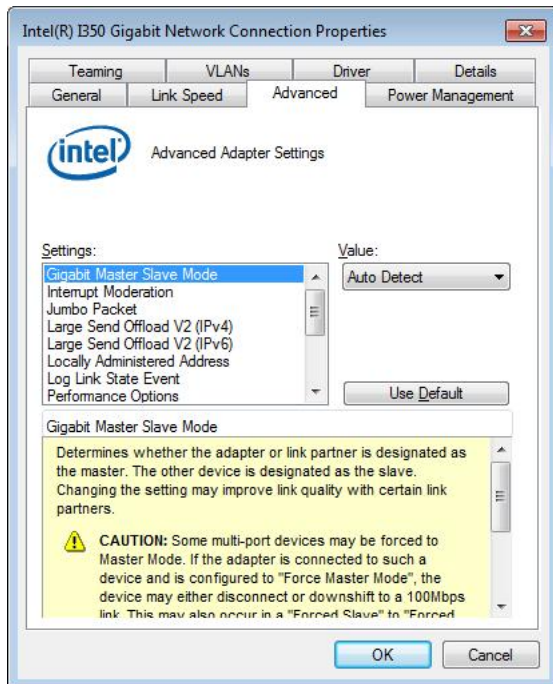 Intel(R) I350 Gigabit Network Connection Properties
Teaming
VLANs
Driver
Details
General
Link Speed
Advanced
Power Management
intel
Advanced Adapter Settings
Settings:
Value:
Gigabit Master Slave Mode
Interrupt Moderation
Jumbo Packet
Large Send Offload V2 (IPv4)
Large Send Offload V2 (IPv6)
Locally Administered Address
Log Link State Event
Performance Options
Auto Detect
Use Default
Gigabit Master Slave Mode
Determines whether the adapter or link partner is designated as
the master. The other device is designated as the slave.
Changing the setting may improve link quality with certain link
partners.
CAUTION: Some multi-port devices may be forced to
Master Mode. If the adapter is connected to such a
device and is configured to "Force Master Mode", the
device may either disconnect or downshift to a 100Mbps
link. This may also occur in a "Forced Slave" to "Forced
OK
Cancel